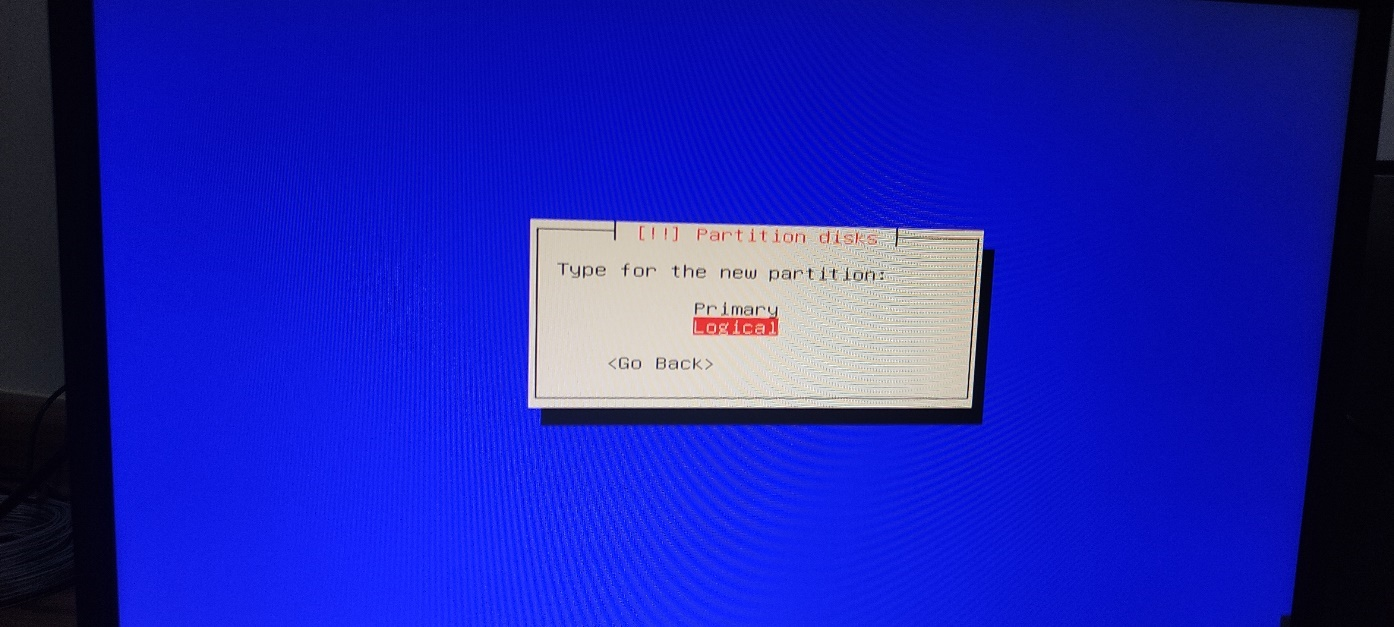 [!!] Partition disks
Type for the new partition:
Primary
Logical
<Go Back>